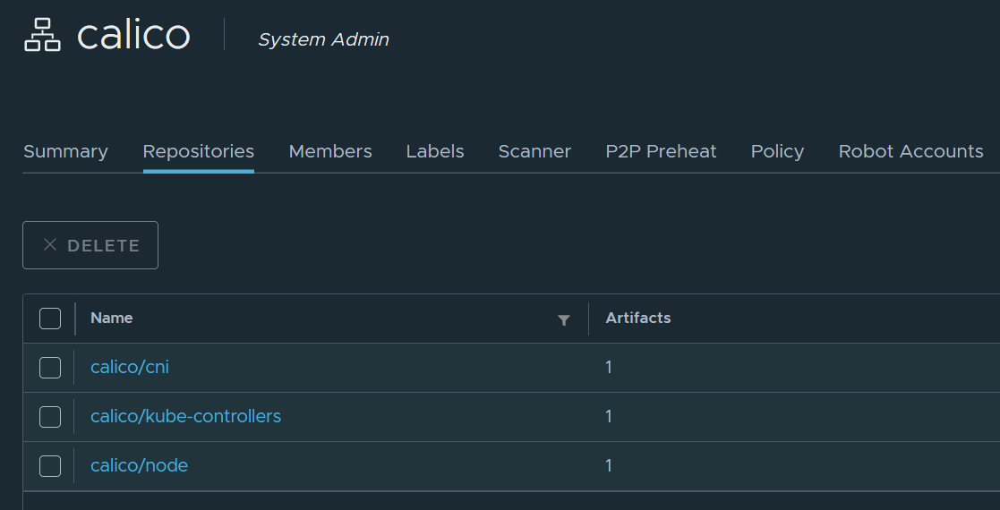 calico System Admin
Summary Repositories Members Labels Scanner P2P Preheat Policy Robot Accounts
DELETE
Name Artifacts
calico/cni 1
calico/kube-controllers 1
calico/node 1